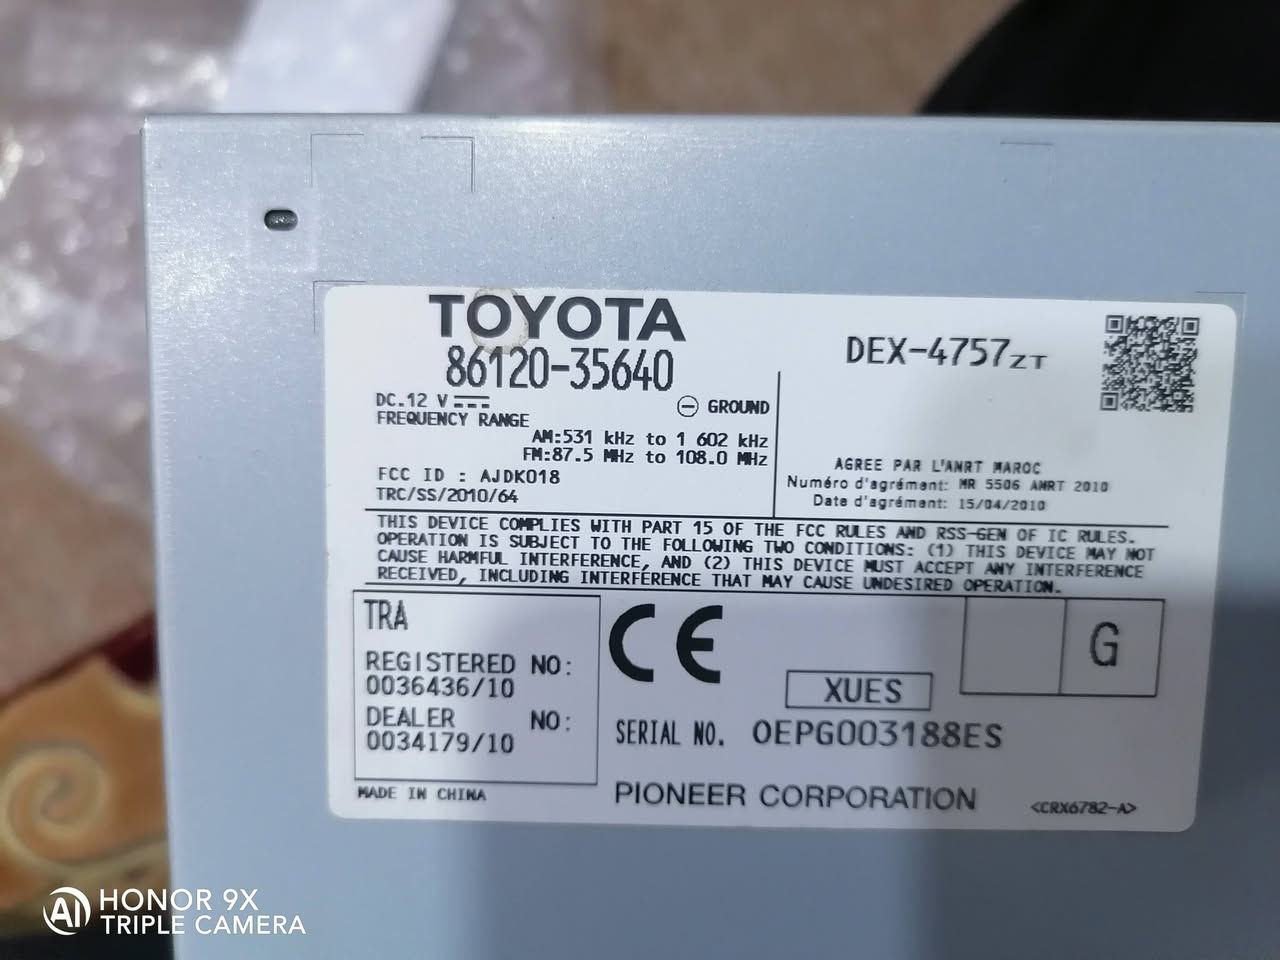 TOYOTA
86120-35640
DC.12 V
GROUND
FREQUENCY RANGE
AM:531 kHz to 1 602 kHz
FM:87.5 MHz to 108.0 MHz
FCC ID : AJDK018
TRC/SS/2010/64
DEX-4757ZT
AGREE PAR L'ANRT MAROC
Numéro d'agrément: MR 5506 ANRT 2010
Date d'agrément: 15/04/2010
THIS DEVICE COMPLIES WITH PART 15 OF THE FCC RULES AND RSS-GEN OF IC RULES.
OPERATION IS SUBJECT TO THE FOLLOWING TWO CONDITIONS: (1) THIS DEVICE MAY NOT
CAUSE HARMFUL INTERFERENCE, AND (2) THIS DEVICE MUST ACCEPT ANY INTERFERENCE
RECEIVED, INCLUDING INTERFERENCE THAT MAY CAUSE UNDESIRED OPERATION.
TRA
REGISTERED NO:
0036436/10
DEALER NO:
0034179/10
MADE IN CHINA
CE
XUES
G
SERIAL NO. OEPG003188ES
PIONEER CORPORATION
<CRX6782-A>
AI HONOR 9X
TRIPLE CAMERA